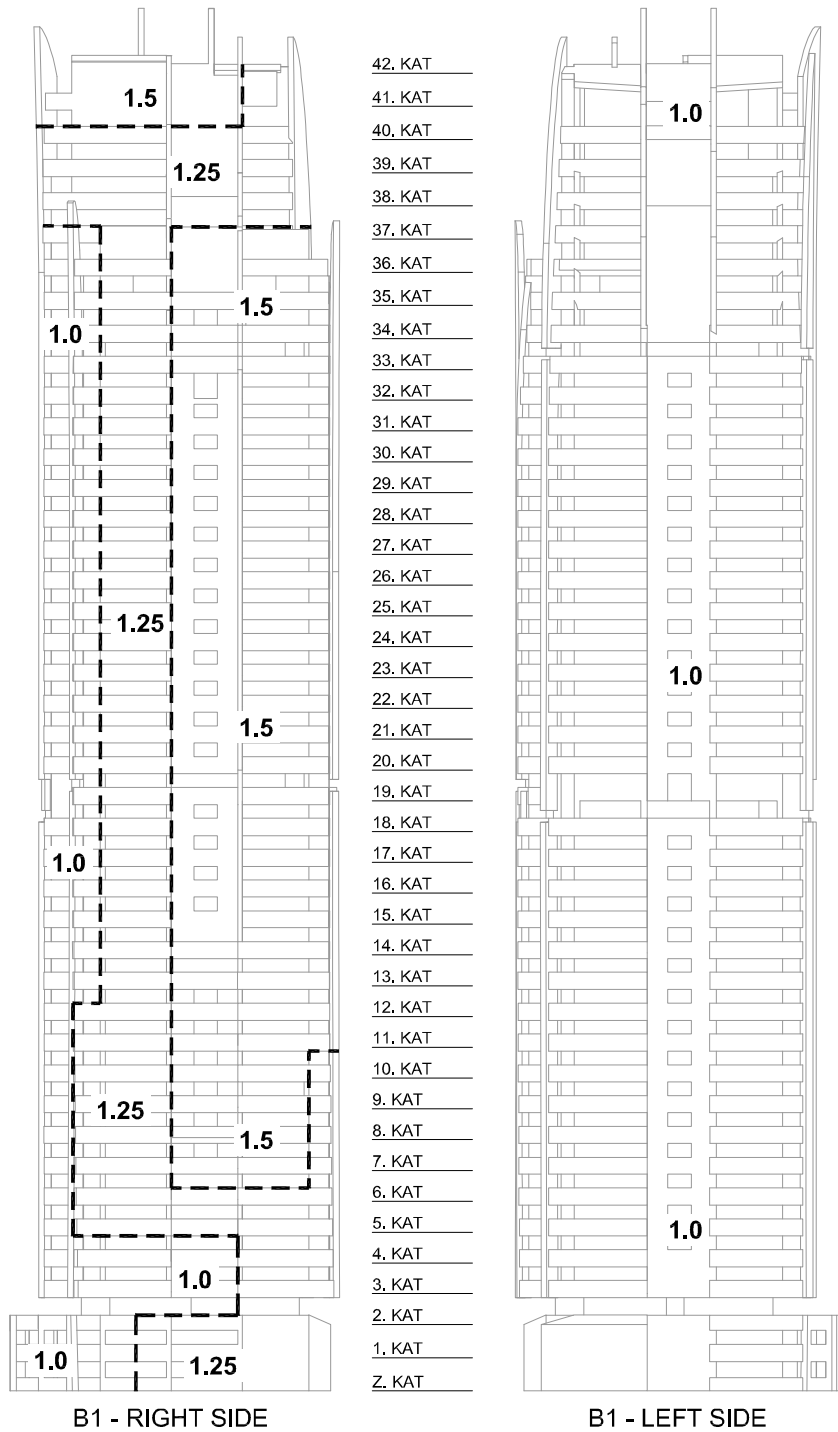 42. KAT
41. KAT
40. KAT
39. KAT
38. KAT
37. KAT
36. KAT
35. KAT
34. KAT
33. KAT
32. KAT
31. KAT
30. KAT
29. KAT
28. KAT
27. KAT
26. KAT
25. KAT
24. KAT
23. KAT
22. KAT
21. KAT
20. KAT
19. KAT
18. KAT
17. KAT
16. KAT
15. KAT
14. KAT
13. KAT
12. KAT
11. KAT
10. KAT
9. KAT
8. KAT
7. KAT
6. KAT
5. KAT
4. KAT
3. KAT
2. KAT
1. KAT
Z. KAT
1.5
1.25
1.5
1.0
1.25
1.5
1.0
1.25
1.5
1.0
1.0
1.25
B1 - RIGHT SIDE
1.0
1.0
1.0
B1 - LEFT SIDE